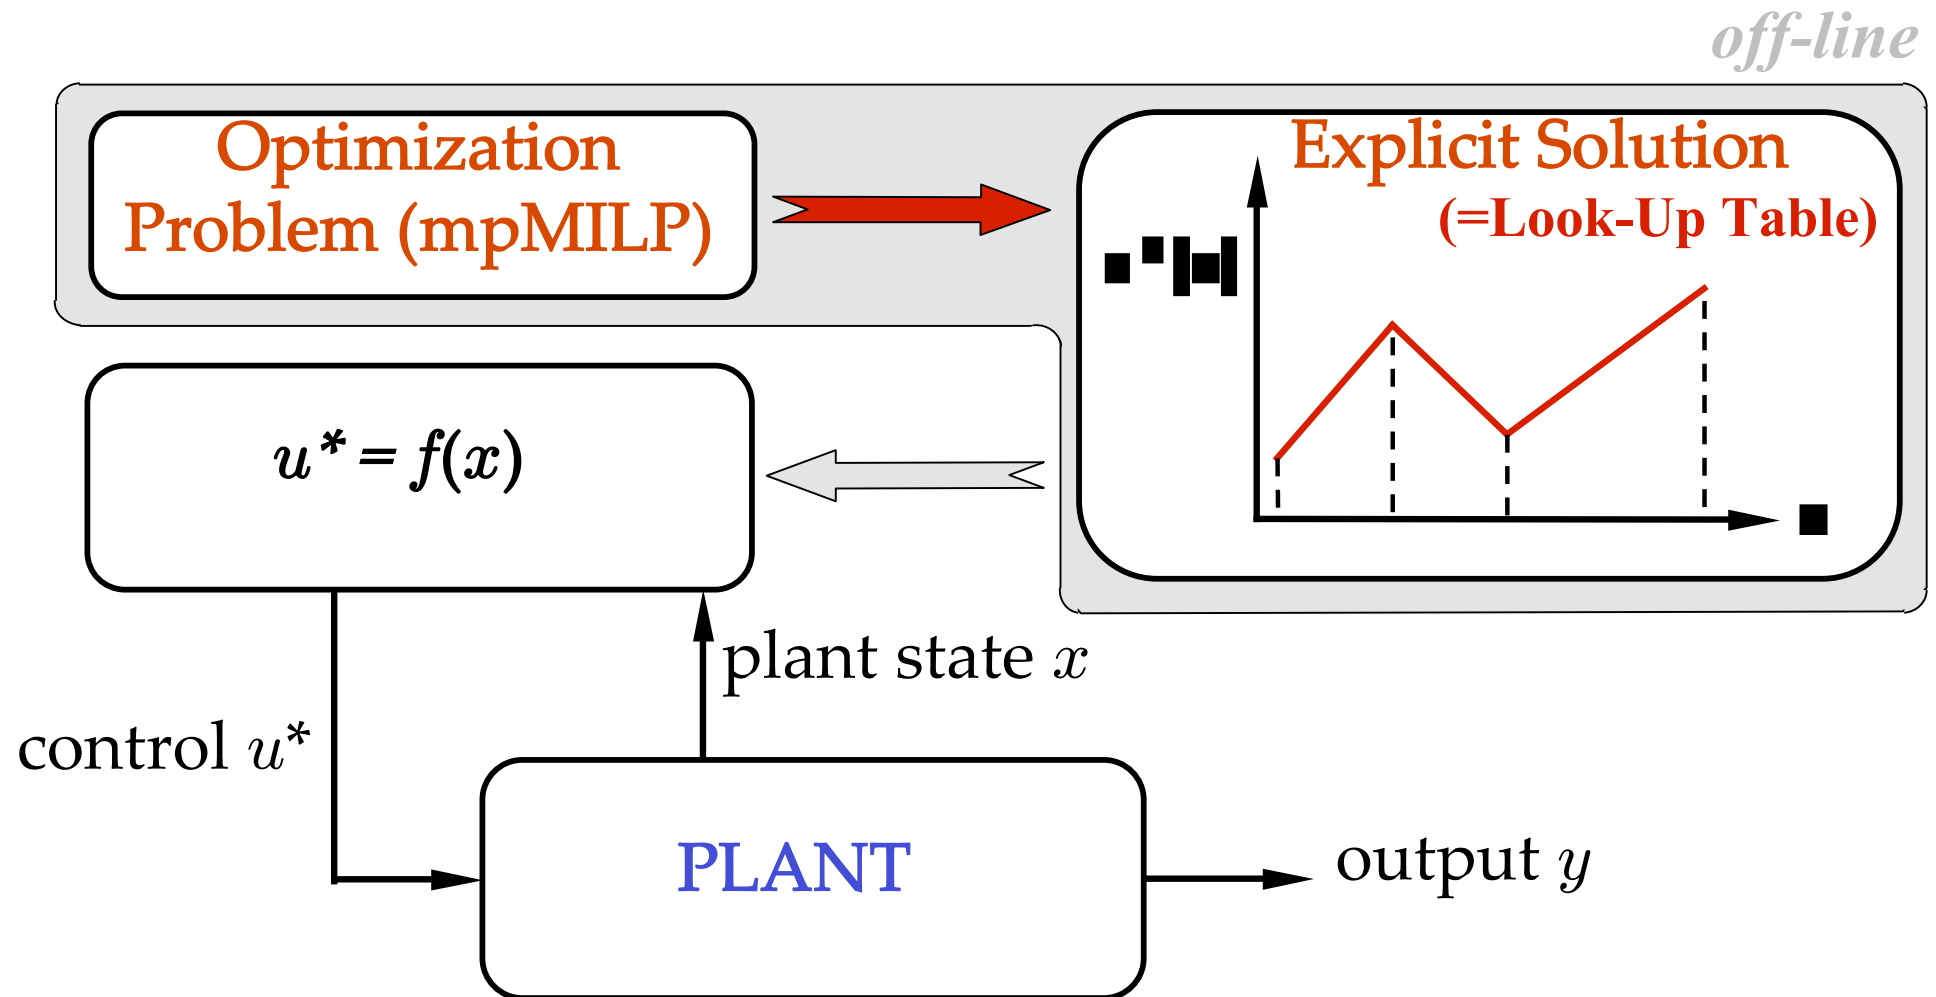 off-line
Optimization
Problem (mpMILP)
Explicit Solution
(=Look-Up Table)
u* = f(x)
plant state x
control u*
PLANT
output y